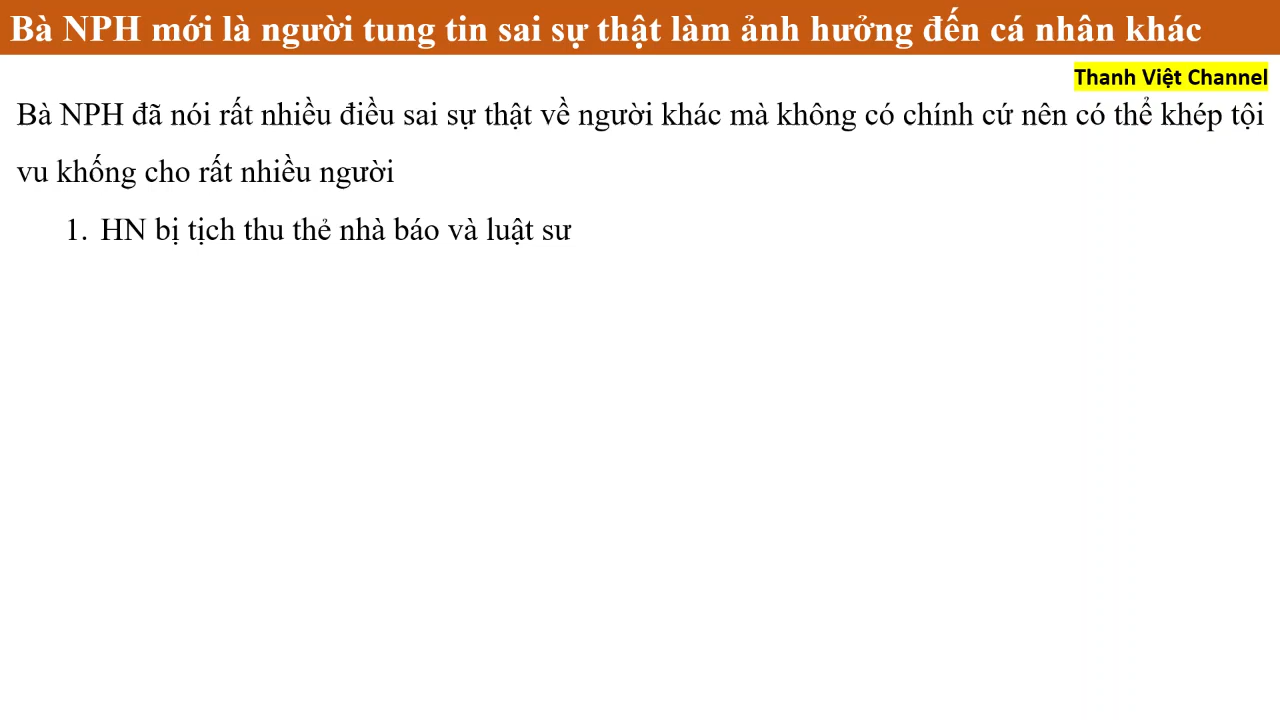 Bà NPH mới là người tung tin sai sự thật làm ảnh hưởng đến cá nhân khác
Thanh Việt Channel
Bà NPH đã nói rất nhiều điều sai sự thật về người khác mà không có chính cứ nên có thể khép tội
vu khống cho rất nhiều người
1. HN bị tịch thu thẻ nhà báo và luật sư